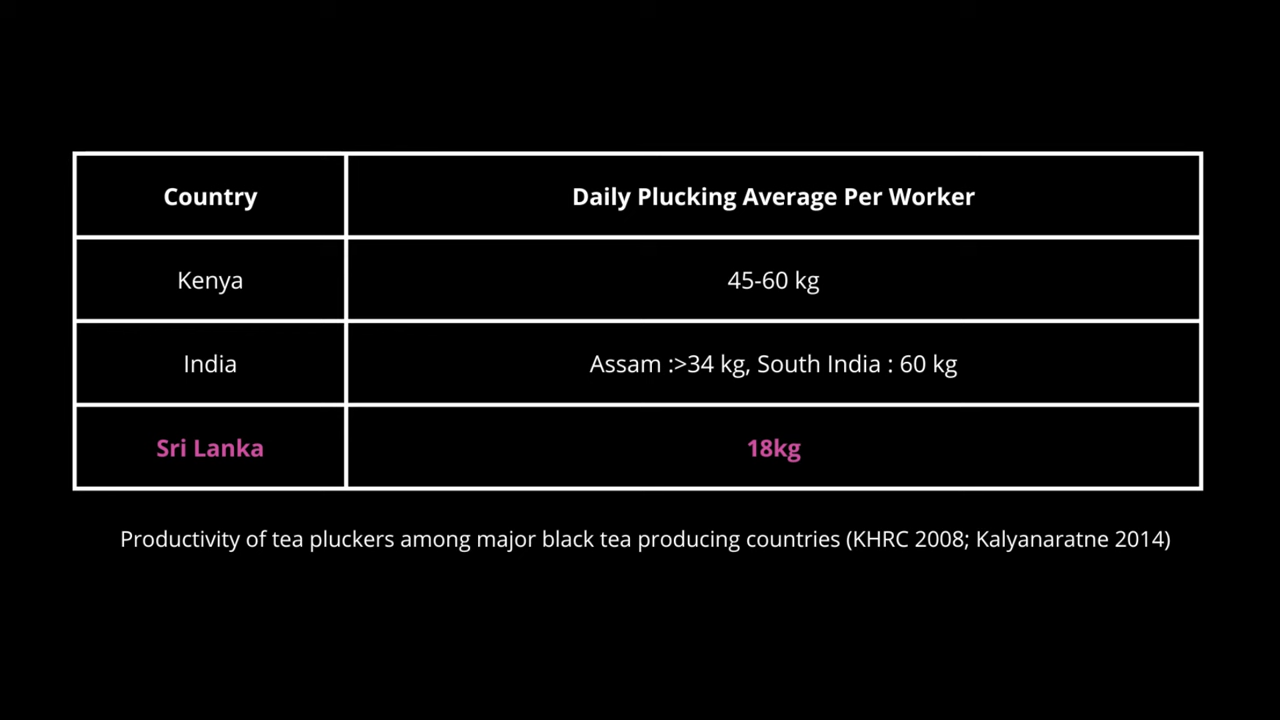 Country Daily Plucking Average Per Worker
Kenya 45-60 kg
India Assam :>34 kg, South India : 60 kg
Sri Lanka 18kg
Productivity of tea pluckers among major black tea producing countries (KHRC 2008; Kalyanaratne 2014)